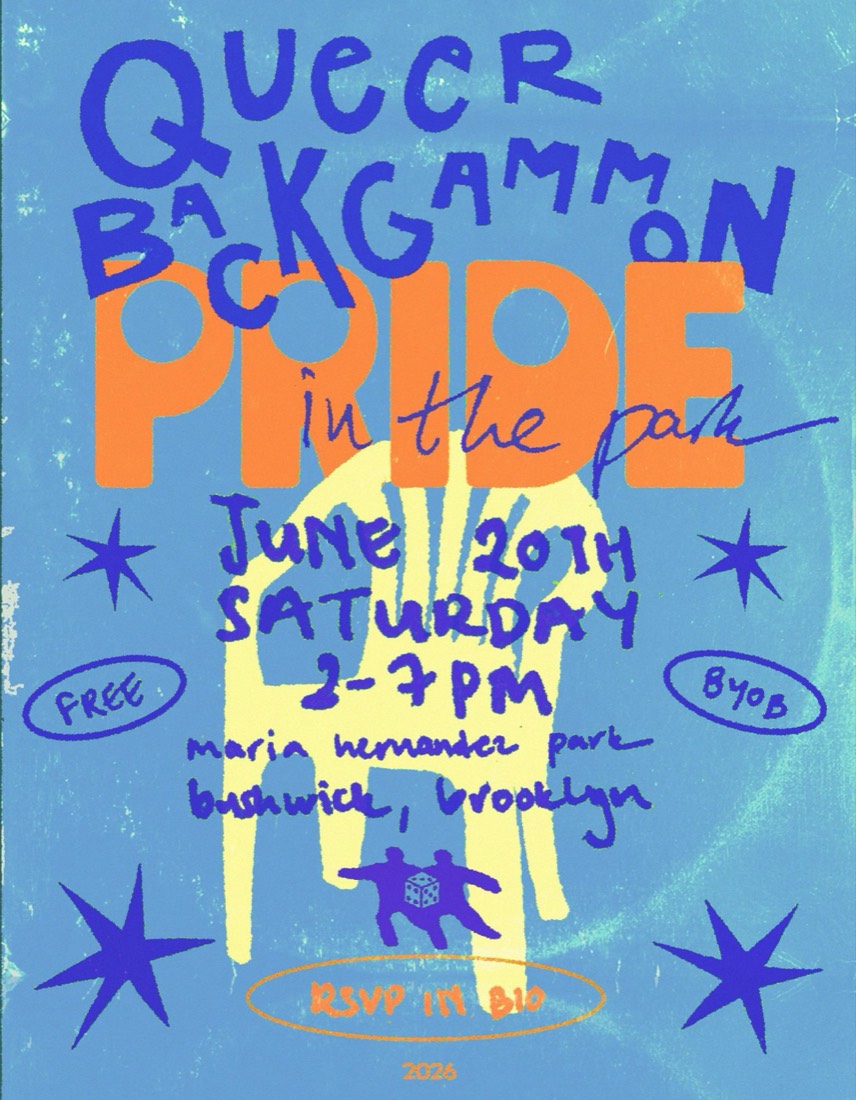 QUEER
BACKGAMMON
PRIDE
in the park
JUNE 20TH
SATURDAY
2-7PM
FREE
BYOB
maria hernandez park
bushwick, brooklyn
RSVP IN BIO
2026